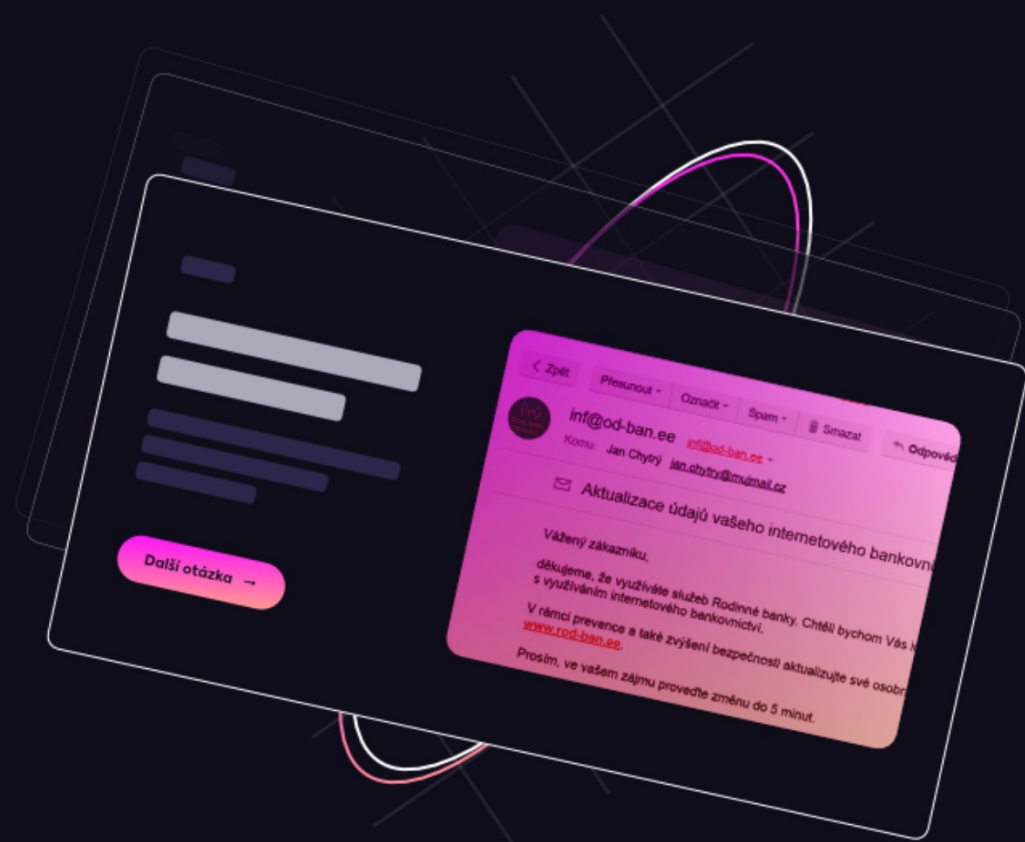 Další otázka →
Zpět
Přesunout
Označit
Spam
Smazat
inf@od-ban.ee inf@od-ban.ee
Komu: Jan Chytrý jan.chytry@mujmail.cz
Aktualizace údajů vašeho internetového
Vážený zákazníku,
děkujeme, že využíváte služeb Rodinné banky. Chtěli bychom Vás
s využíváním internetového bankovnictví.
V rámci prevence a také zvýšení bezpečnosti aktualizujte své
www.rod-ban.ee.
Prosím, ve vašem zájmu proveďte změnu do 5 minut.